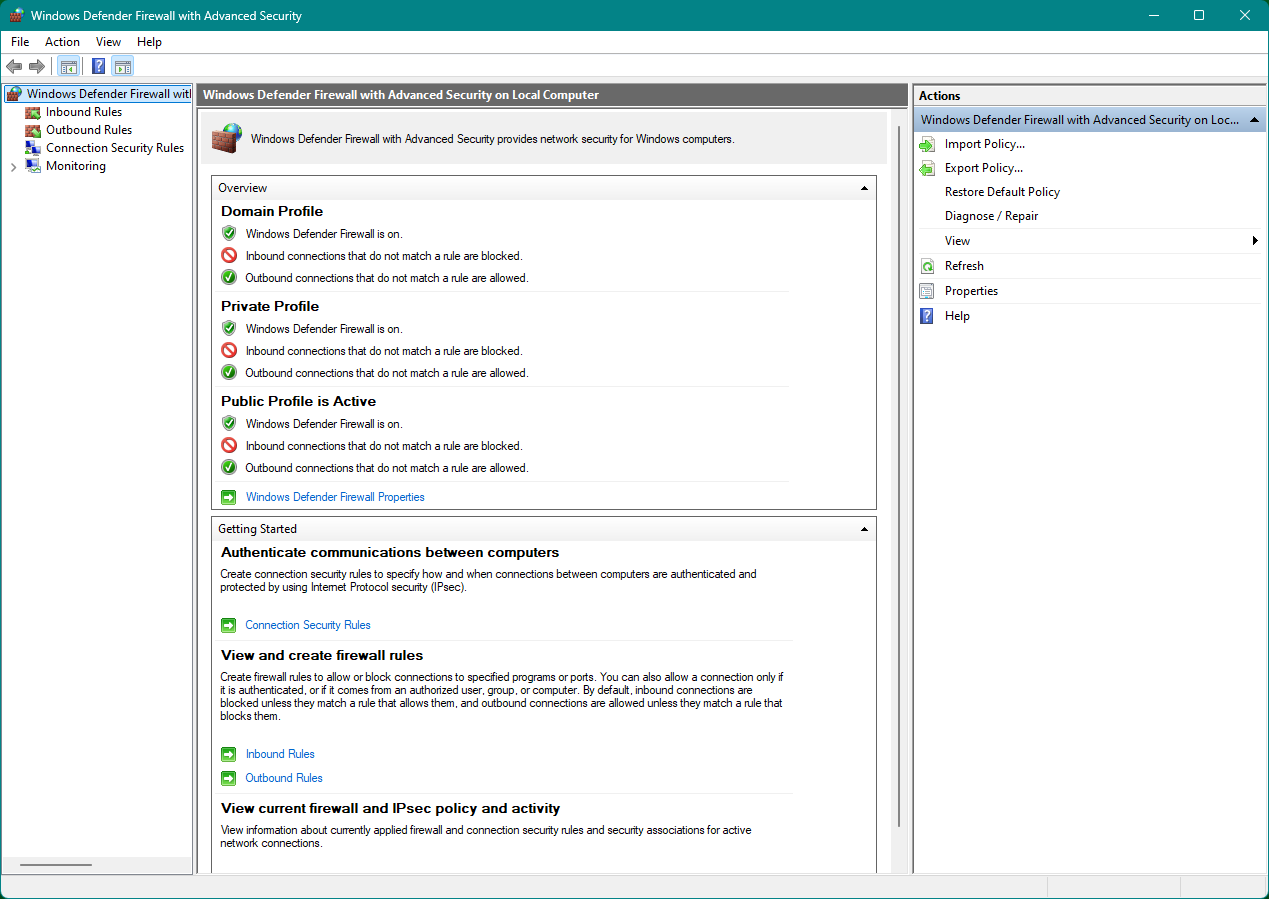 Windows Defender Firewall with Advanced Security
File Action View Help
Windows Defender Firewall with
Inbound Rules
Outbound Rules
Connection Security Rules
Monitoring
Windows Defender Firewall with Advanced Security on Local Computer
Windows Defender Firewall with Advanced Security provides network security for Windows computers.
Overview
Domain Profile
Windows Defender Firewall is on.
Inbound connections that do not match a rule are blocked.
Outbound connections that do not match a rule are allowed.
Private Profile
Windows Defender Firewall is on.
Inbound connections that do not match a rule are blocked.
Outbound connections that do not match a rule are allowed.
Public Profile is Active
Windows Defender Firewall is on.
Inbound connections that do not match a rule are blocked.
Outbound connections that do not match a rule are allowed.
Windows Defender Firewall Properties
Getting Started
Authenticate communications between computers
Create connection security rules to specify how and when connections between computers are authenticated and
protected by using Internet Protocol security (IPsec).
Connection Security Rules
View and create firewall rules
Create firewall rules to allow or block connections to specified programs or ports. You can also allow a connection only if
it is authenticated, or if it comes from an authorized user, group, or computer. By default, inbound connections are
blocked unless they match a rule that allows them, and outbound connections are allowed unless they match a rule that
blocks them.
Inbound Rules
Outbound Rules
View current firewall and IPsec policy and activity
View information about currently applied firewall and connection security rules and security associations for active
network connections.
Actions
Windows Defender Firewall with Advanced Security on Loc...
Import Policy...
Export Policy...
Restore Default Policy
Diagnose / Repair
View
Refresh
Properties
Help